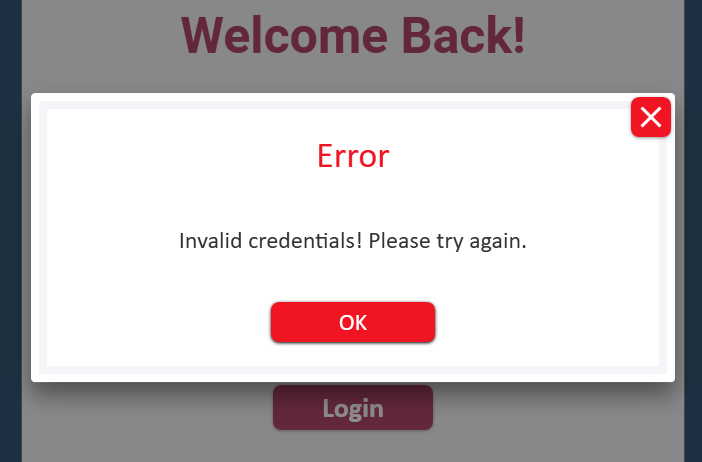 Welcome Back!
Error
Invalid credentials! Please try again.
OK
Login